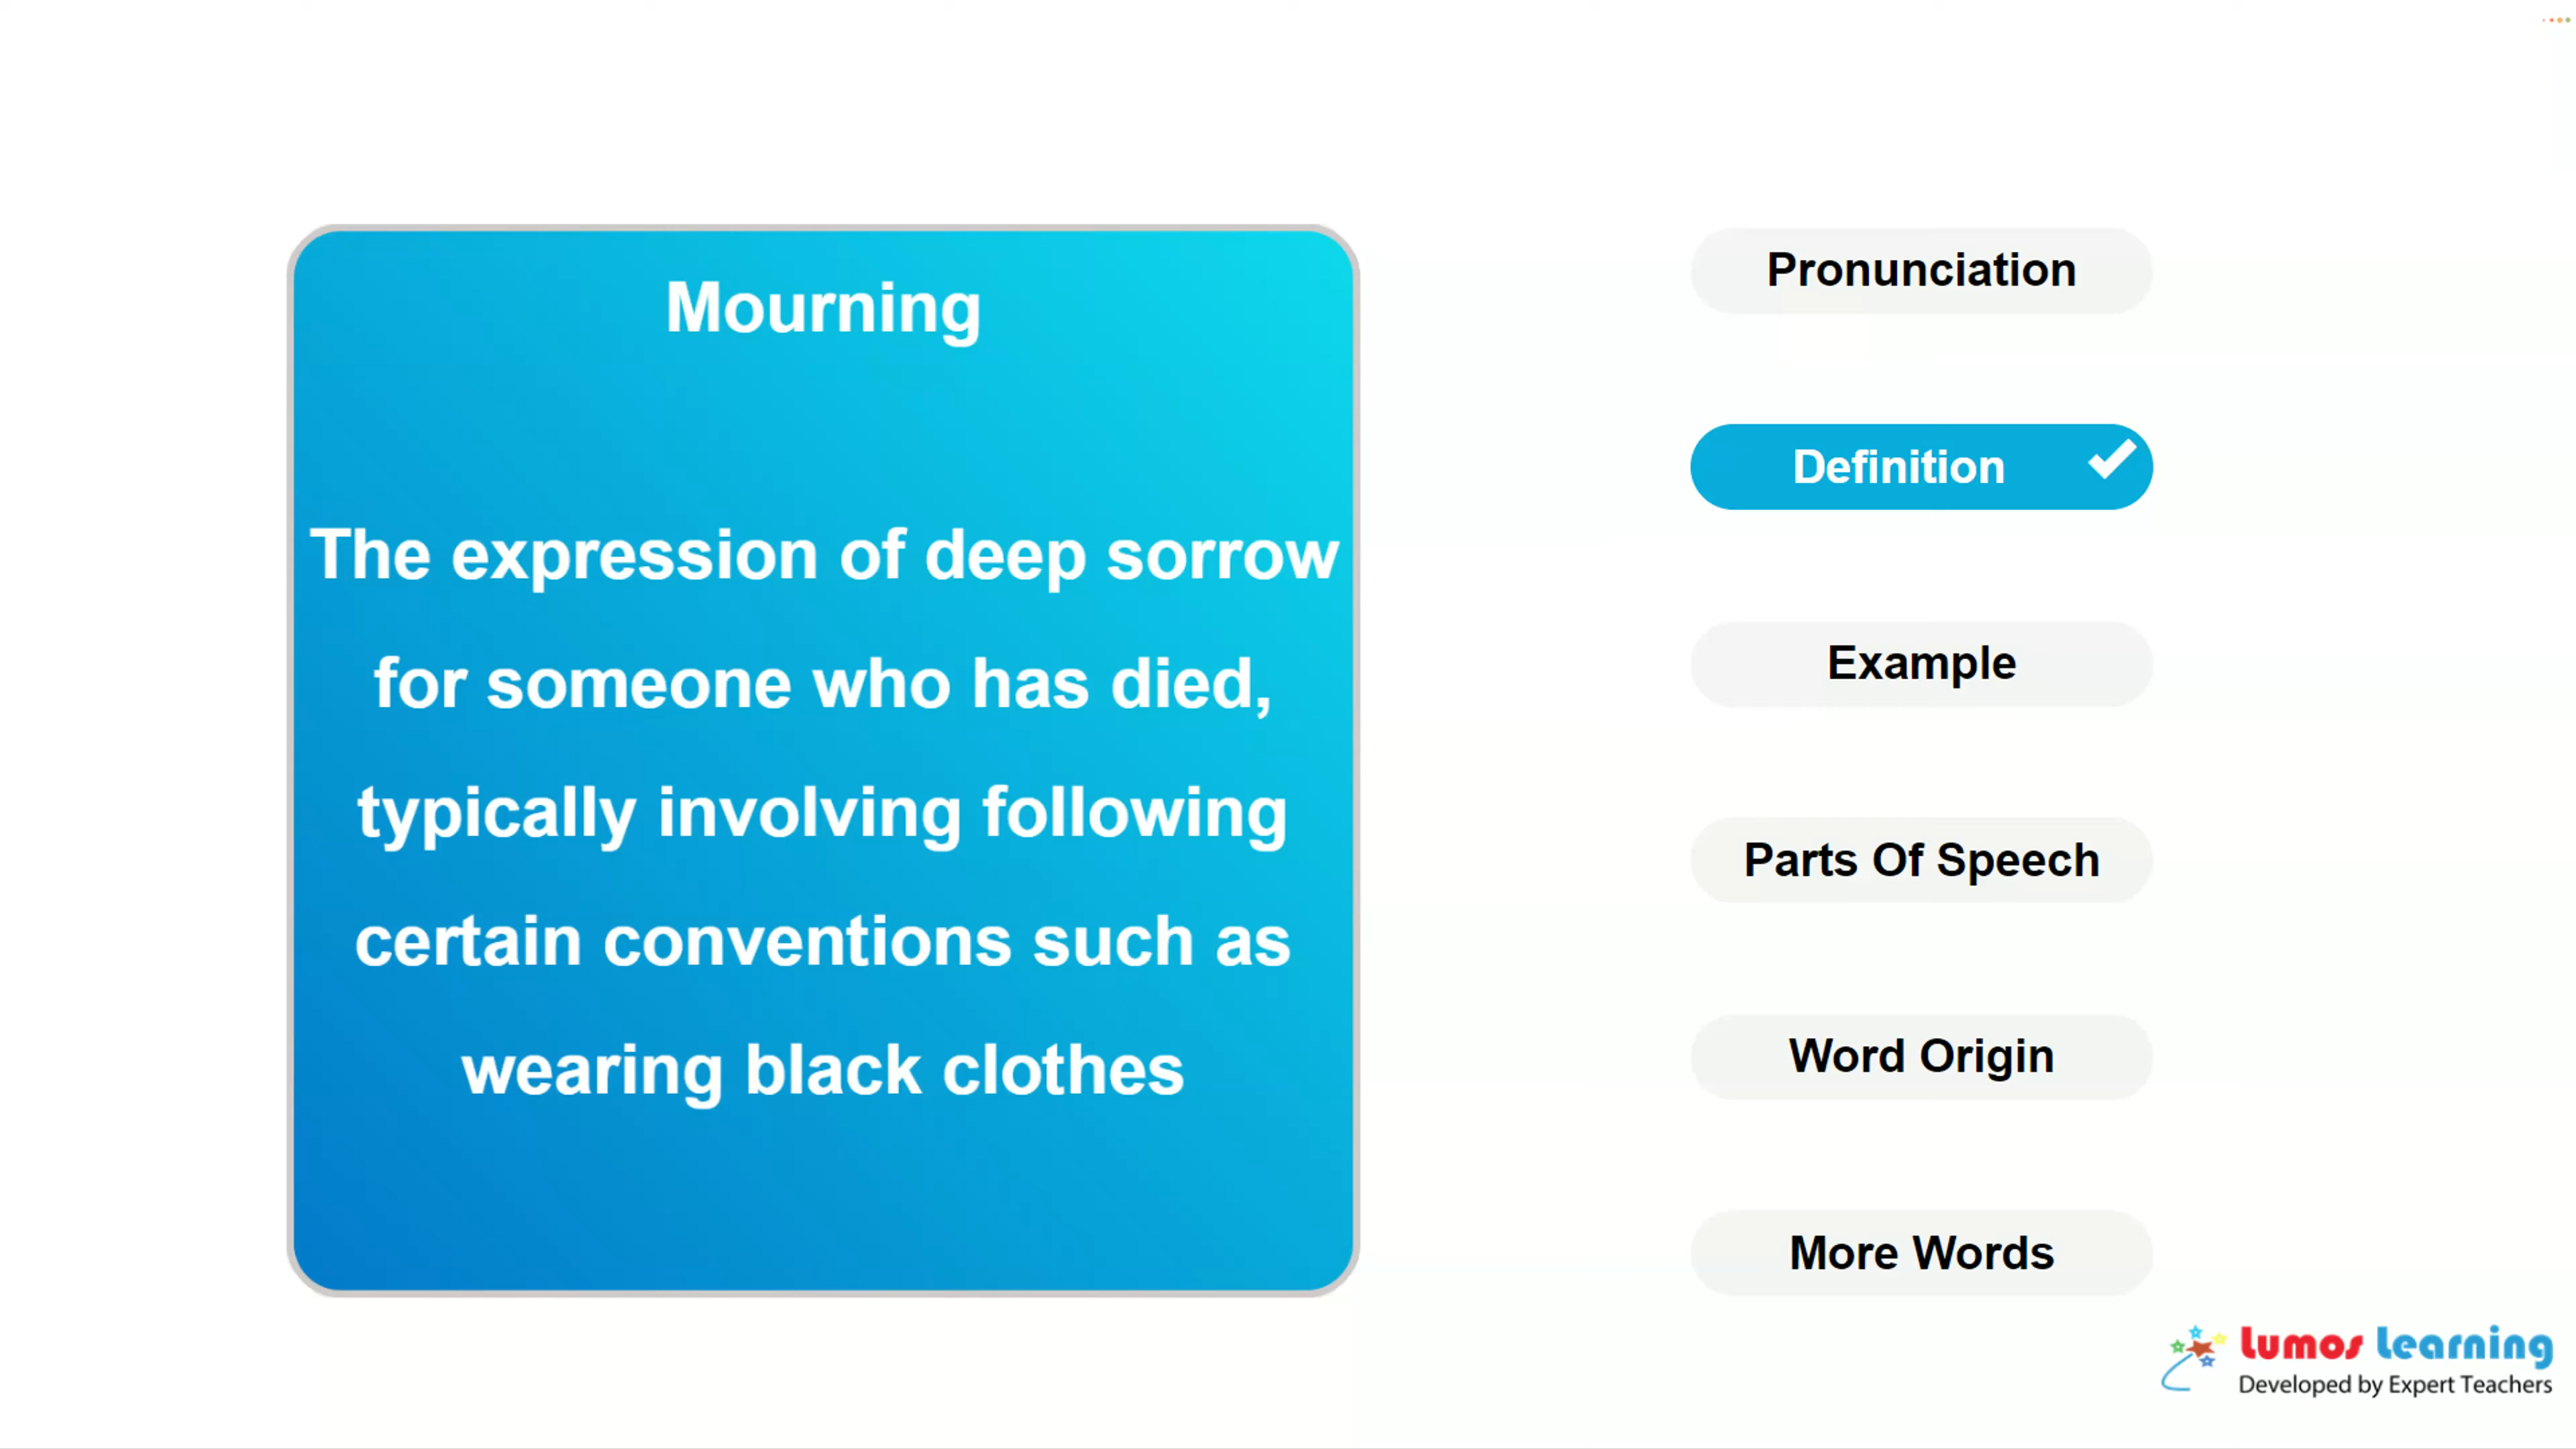 Mourning
The expression of deep sorrow
for someone who has died,
typically involving following
certain conventions such as
wearing black clothes
Pronunciation
Definition
Example
Parts Of Speech
Word Origin
More Words
Lumos Learning
Developed by Expert Teachers